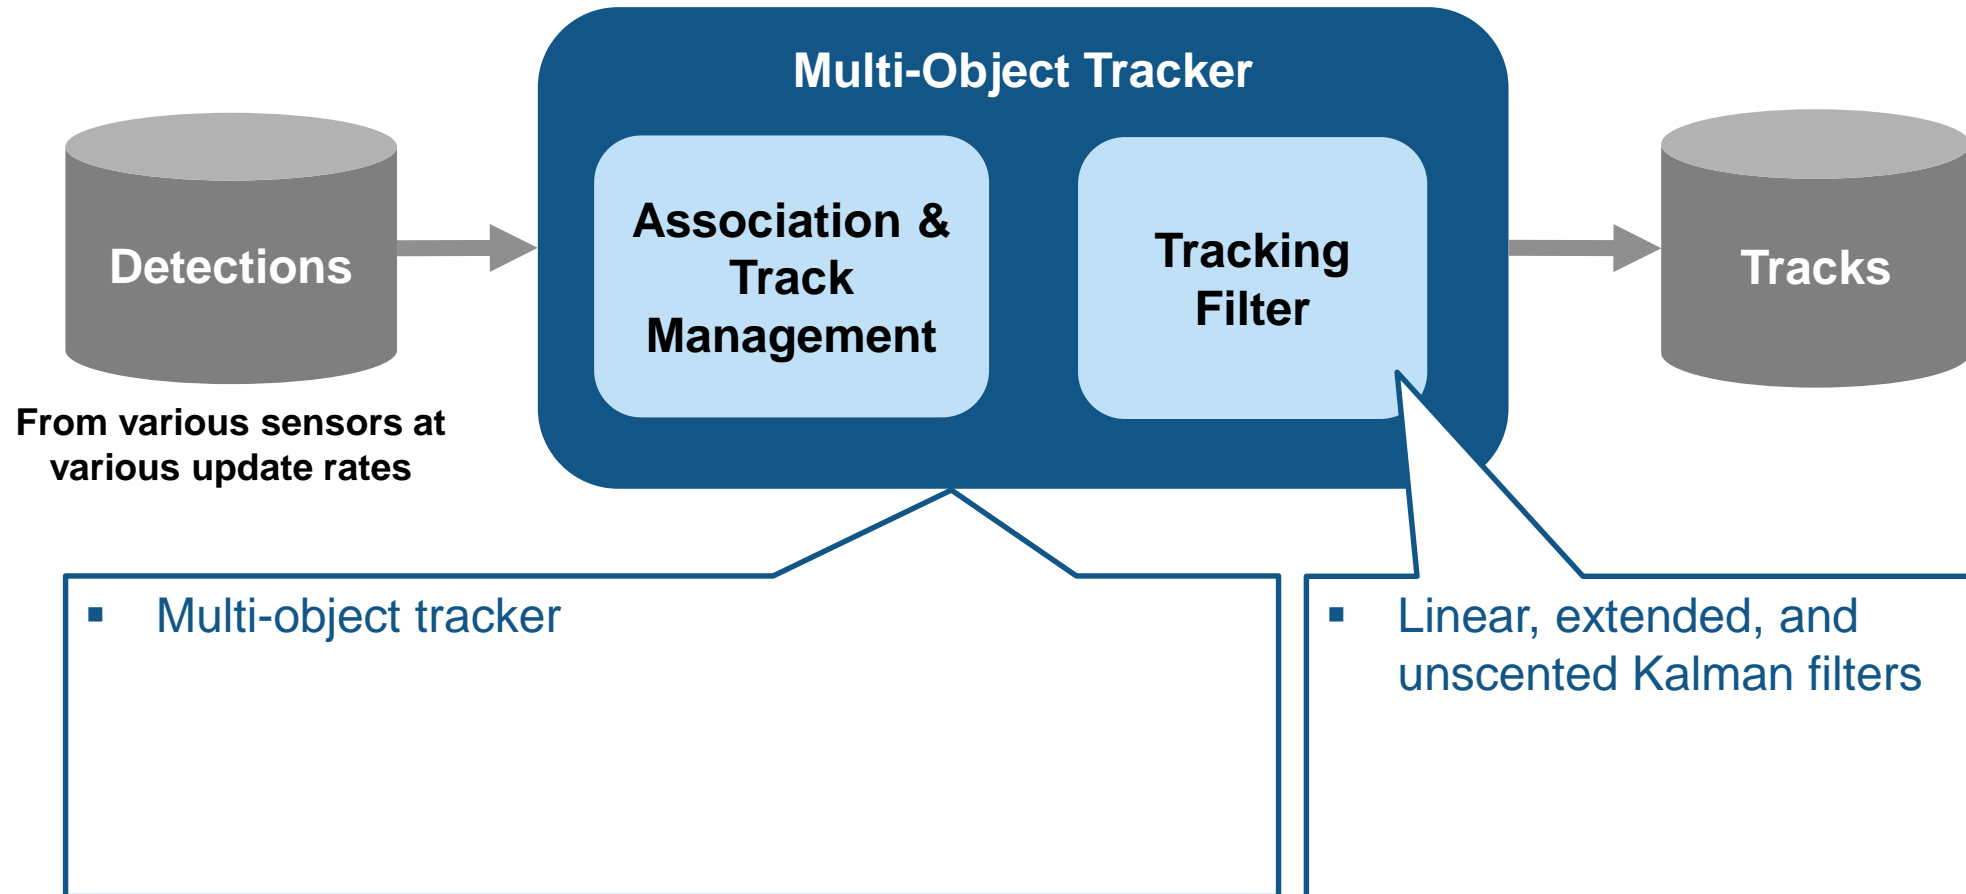 Multi-Object Tracker
Detections
Association &
Track
Management
Tracking
Filter
Tracks
From various sensors at
various update rates
▪ Multi-object tracker
▪ Linear, extended, and
unscented Kalman filters